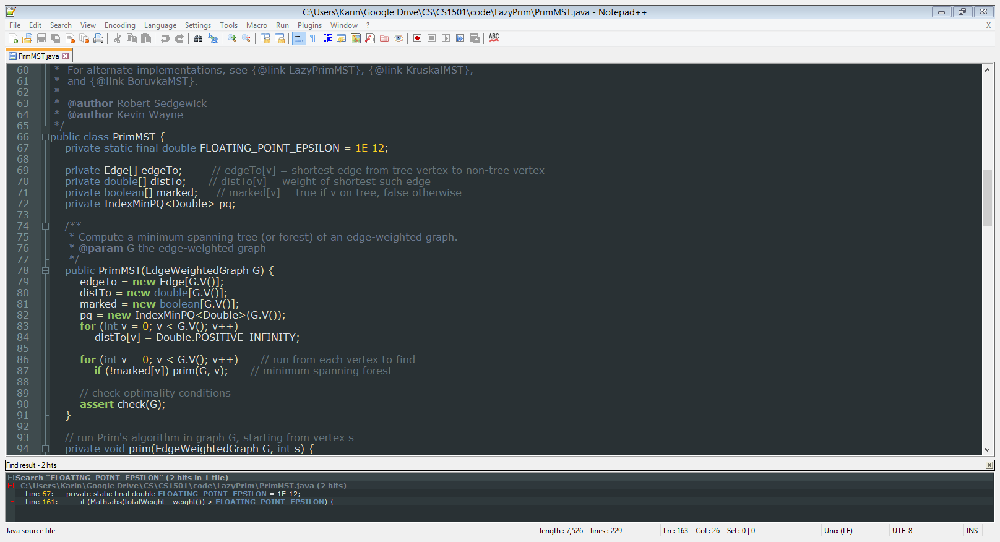 C:\Users\Karin\Google Drive\CS\CS1501\code\LazyPrim\PrimMST.java - Notepad++
File Edit Search View Encoding Language Settings Tools Macro Run Plugins Window ? X
ABC
PrimMST.java
60 * For alternate implementations, see {@link LazyPrimMST}, {@link KruskalMST},
61 * and {@link BoruvkaMST}.
62 *
63 * @author Robert Sedgewick
64 * @author Kevin Wayne
65 */
66 public class PrimMST {
67 private static final double FLOATING_POINT_EPSILON = 1E-12;
68
69 private Edge[] edgeTo; // edgeTo[v] = shortest edge from tree vertex to non-tree vertex
70 private double[] distTo; // distTo[v] = weight of shortest such edge
71 private boolean[] marked; // marked[v] = true if v on tree, false otherwise
72 private IndexMinPQ<Double> pq;
73
74 /**
75 * Compute a minimum spanning tree (or forest) of an edge-weighted graph.
76 * @param G the edge-weighted graph
77 */
78 public PrimMST(EdgeWeightedGraph G) {
79 edgeTo = new Edge[G.V()];
80 distTo = new double[G.V()];
81 marked = new boolean[G.V()];
82 pq = new IndexMinPQ<Double>(G.V());
83 for (int v = 0; v < G.V(); v++)
84 distTo[v] = Double.POSITIVE_INFINITY;
85
86 for (int v = 0; v < G.V(); v++) // run from each vertex to find
87 if (!marked[v]) prim(G, v); // minimum spanning forest
88
89 // check optimality conditions
90 assert check(G);
91 }
92
93 // run Prim's algorithm in graph G, starting from vertex s
94 private void prim(EdgeWeightedGraph G, int s) {
Find result - 2 hits
Search "FLOATING_POINT_EPSILON" (2 hits in 1 file)
C:\Users\Karin\Google Drive\CS\CS1501\code\LazyPrim\PrimMST.java (2 hits)
Line 67: private static final double FLOATING_POINT_EPSILON = 1E-12;
Line 161: if (Math.abs(totalWeight - weight()) > FLOATING_POINT_EPSILON) {
Java source file length : 7,526 lines : 229 Ln : 163 Col : 26 Sel : 0 | 0 Unix (LF) UTF-8 INS